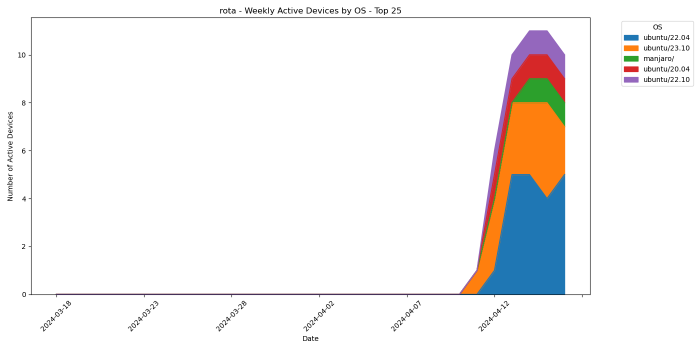 rota - Weekly Active Devices by OS - Top 25
OS
ubuntu/22.04
ubuntu/23.10
manjaro/
ubuntu/20.04
ubuntu/22.10
Number of Active Devices
10
8
6
4
2
0
2024-03-18
2024-03-23
2024-03-28
2024-04-02
2024-04-07
2024-04-12
Date